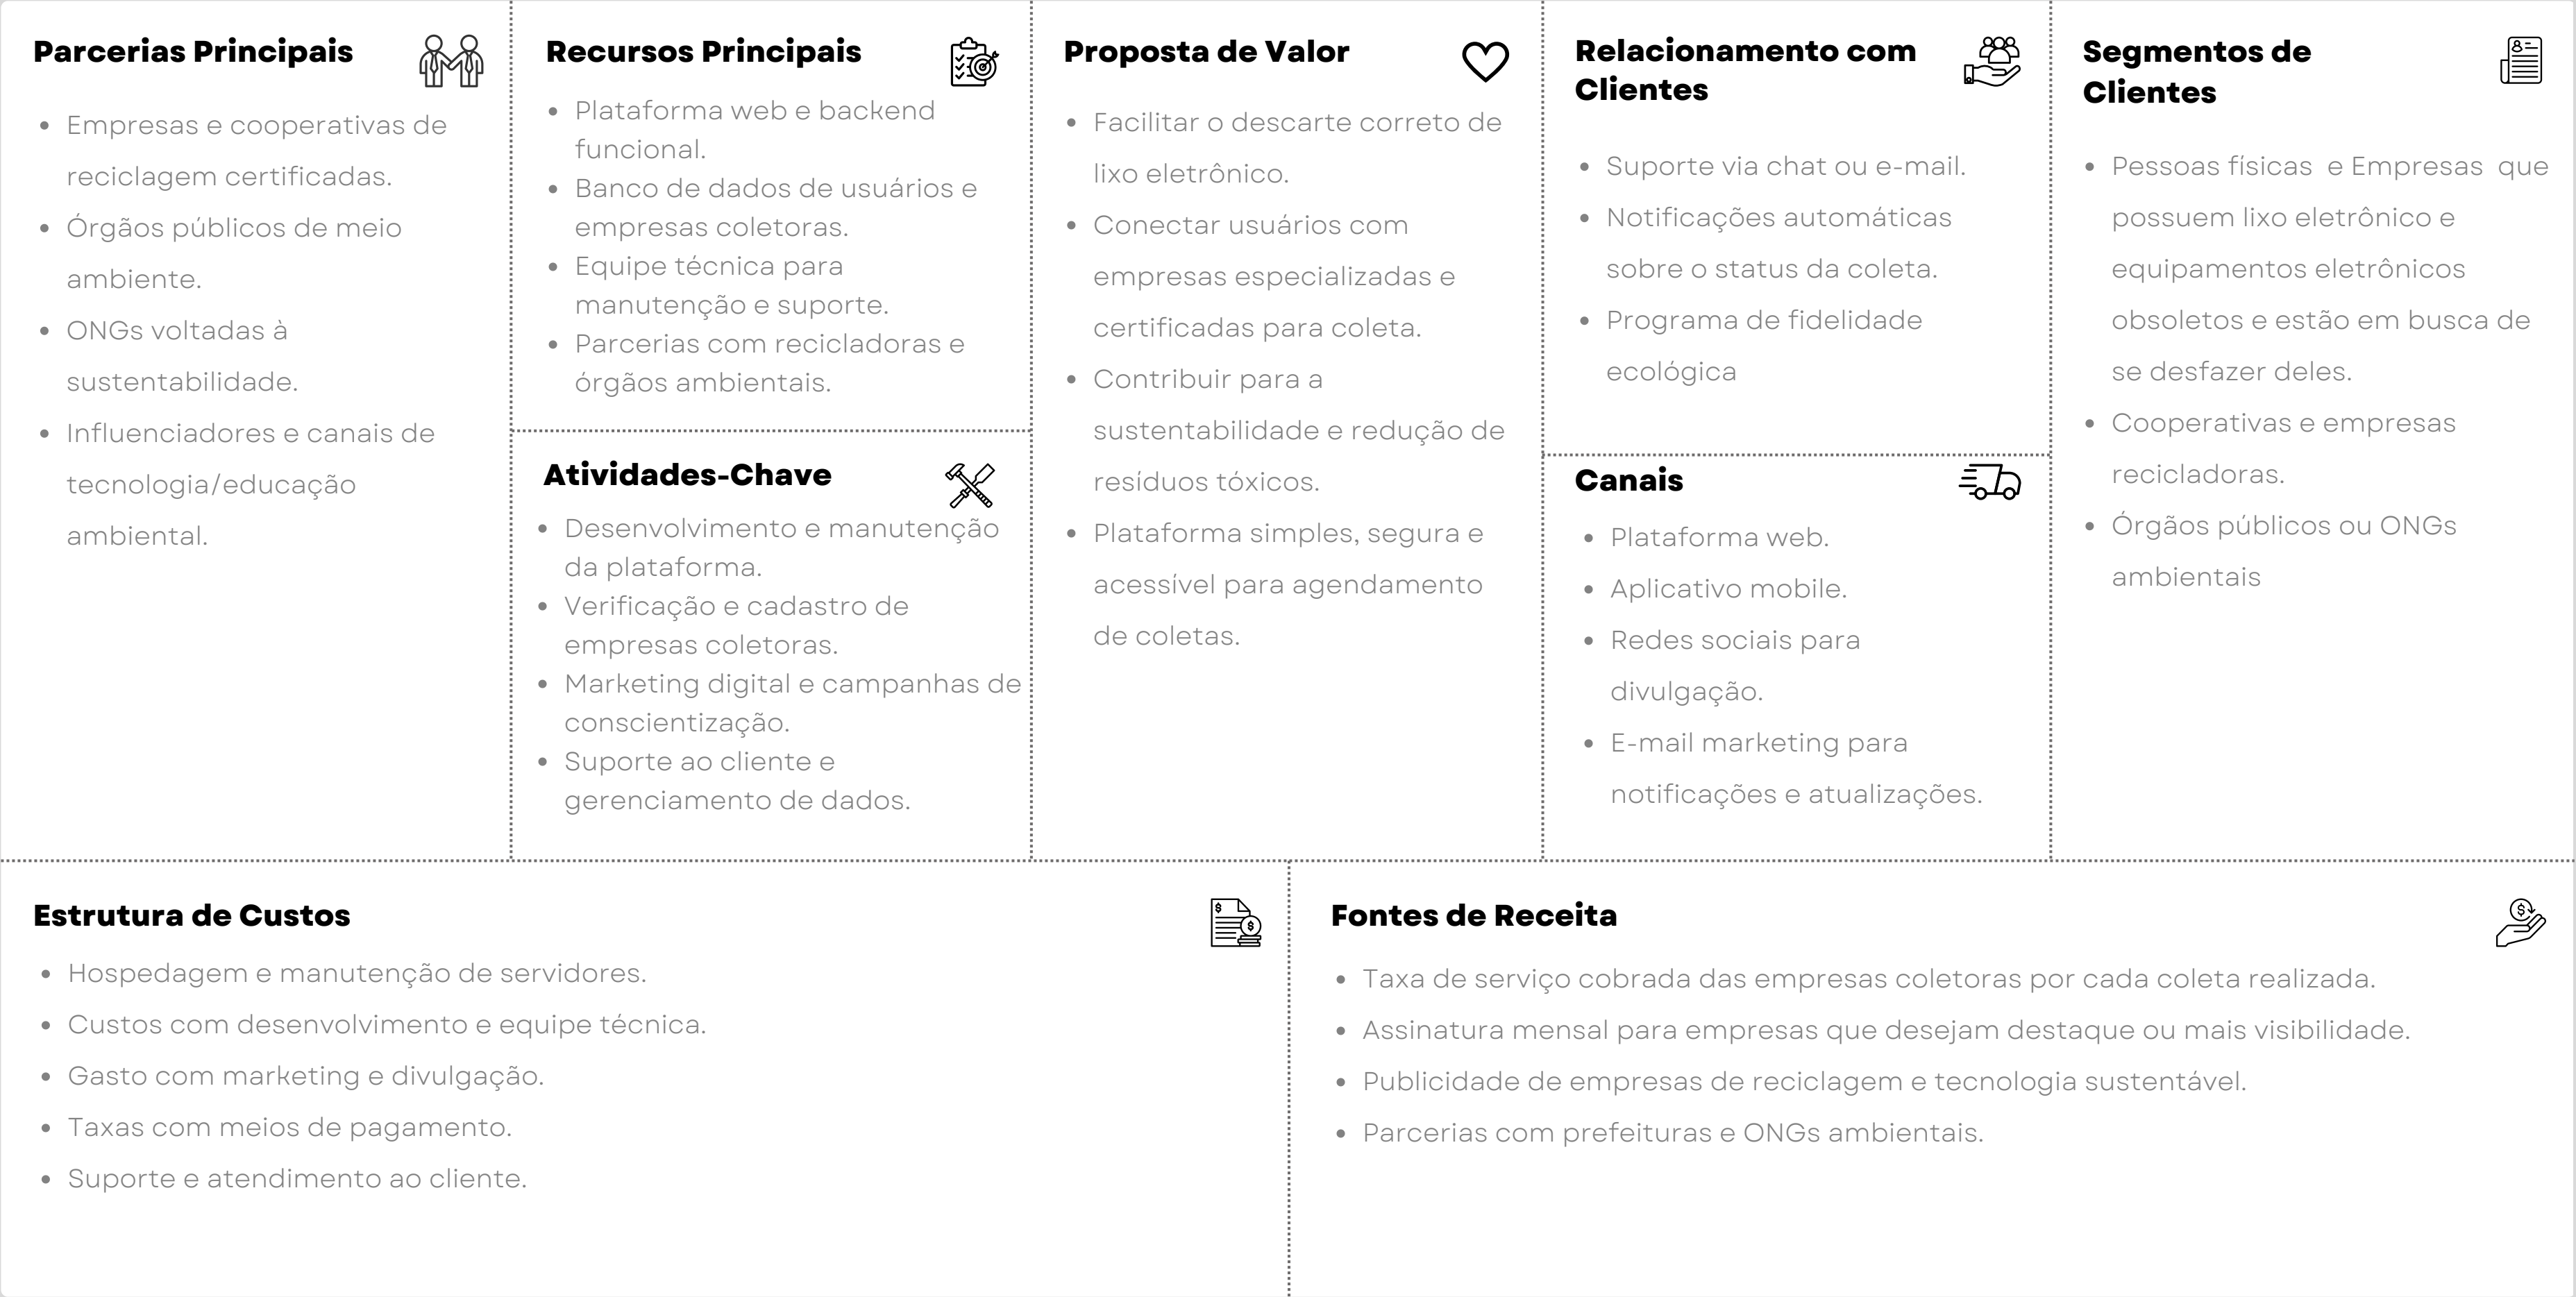 Parcerias Principais
• Empresas e cooperativas de
reciclagem certificadas.
• Órgãos públicos de meio
ambiente.
• ONGs voltadas à
sustentabilidade.
• Influenciadores e canais de
tecnologia/educação
ambiental.
Recursos Principais
• Plataforma web e backend
funcional.
• Banco de dados de usuários e
empresas coletoras.
• Equipe técnica para
manutenção e suporte.
• Parcerias com recicladoras e
órgãos ambientais.
Atividades-Chave
• Desenvolvimento e manutenção
da plataforma.
• Verificação e cadastro de
empresas coletoras.
• Marketing digital e campanhas de
conscientização.
• Suporte ao cliente e
gerenciamento de dados.
Proposta de Valor
• Facilitar o descarte correto de
lixo eletrônico.
• Conectar usuários com
empresas especializadas e
certificadas para coleta.
• Contribuir para a
sustentabilidade e redução de
resíduos tóxicos.
• Plataforma simples, segura e
acessível para agendamento
de coletas.
Relacionamento com
Clientes
• Suporte via chat ou e-mail.
• Notificações automáticas
sobre o status da coleta.
• Programa de fidelidade
ecológica
Canais
• Plataforma web.
• Aplicativo mobile.
• Redes sociais para
divulgação.
• E-mail marketing para
notificações e atualizações.
Segmentos de
Clientes
• Pessoas físicas  e Empresas  que
possuem lixo eletrônico e
equipamentos eletrônicos
obsoletos e estão em busca de
se desfazer deles.
• Cooperativas e empresas
recicladoras.
• Órgãos públicos ou ONGs
ambientais
Estrutura de Custos
• Hospedagem e manutenção de servidores.
• Custos com desenvolvimento e equipe técnica.
• Gasto com marketing e divulgação.
• Taxas com meios de pagamento.
• Suporte e atendimento ao cliente.
Fontes de Receita
• Taxa de serviço cobrada das empresas coletoras por cada coleta realizada.
• Assinatura mensal para empresas que desejam destaque ou mais visibilidade.
• Publicidade de empresas de reciclagem e tecnologia sustentável.
• Parcerias com prefeituras e ONGs ambientais.